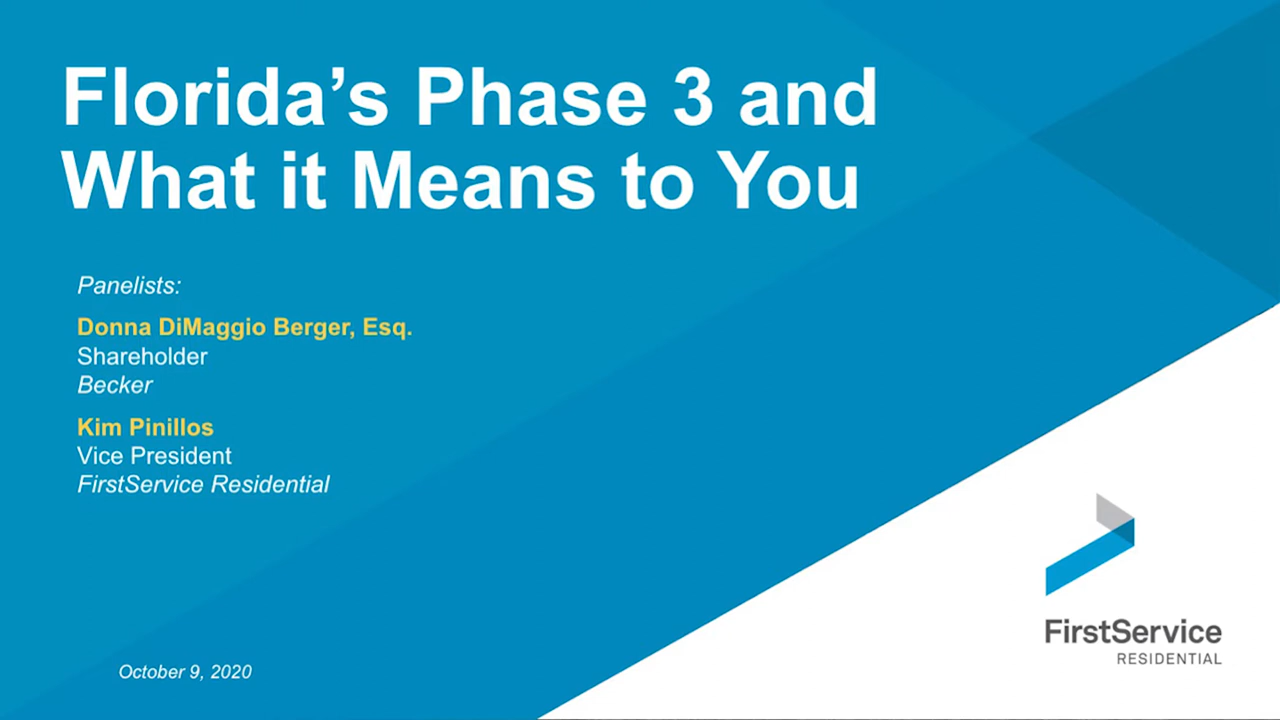 Florida’s Phase 3 and
What it Means to You
Panelists:
Donna DiMaggio Berger, Esq.
Shareholder
Becker
Kim Pinillos
Vice President
FirstService Residential
October 9, 2020
FirstService
RESIDENTIAL